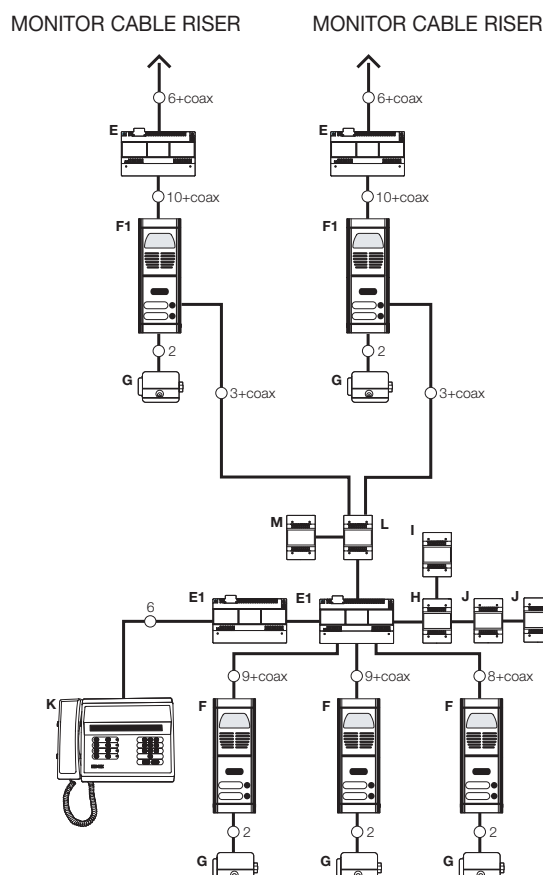 MONITOR CABLE RISER MONITOR CABLE RISER
6+coax 6+coax
E E
10+coax 10+coax
F1 F1
2 2
G G
3+coax 3+coax
M L I
E1 E1 H J J
6
9+coax 9+coax 8+coax
K F F F
2 2 2
G G G